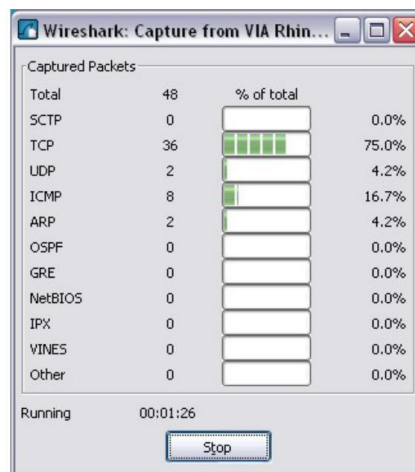 Wireshark: Capture from VIA Rhin...
Captured Packets
Total 48 % of total
SCTP 0 0.0%
TCP 36 75.0%
UDP 2 4.2%
ICMP 8 16.7%
ARP 2 4.2%
OSPF 0 0.0%
GRE 0 0.0%
NetBIOS 0 0.0%
IPX 0 0.0%
VINES 0 0.0%
Other 0 0.0%
Running 00:01:26
Stop